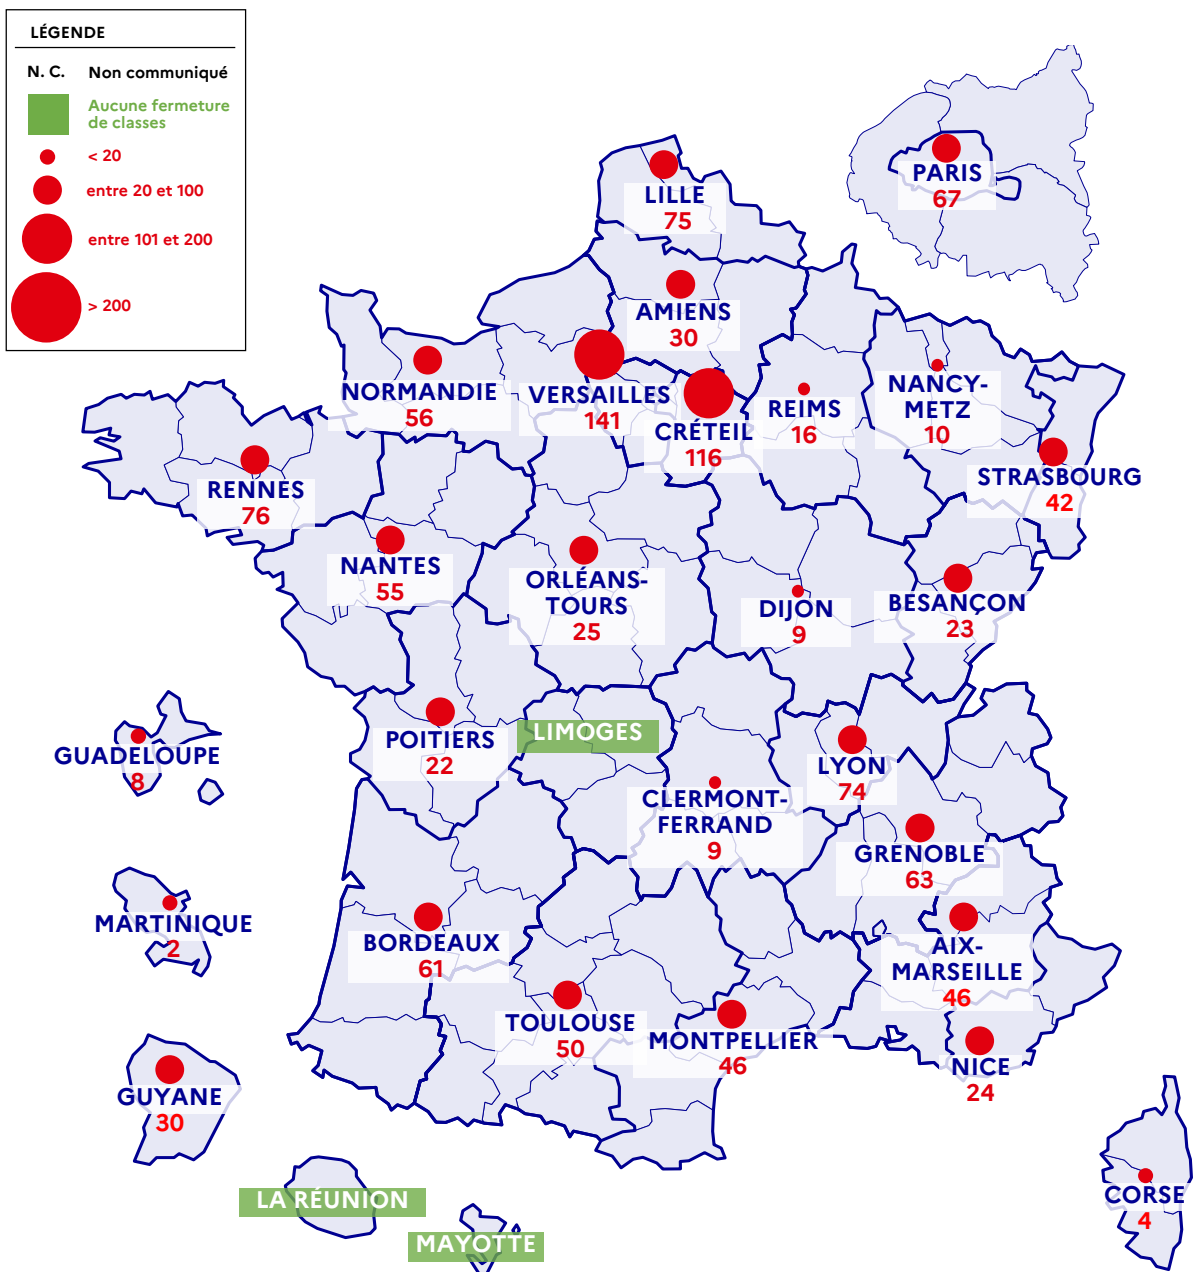 LÉGENDE
N. C. Non communiqué
Aucune fermeture
de classes
< 20
entre 20 et 100
entre 101 et 200
> 200
PARIS
67
LILLE
75
AMIENS
30
NORMANDIE
56
VERSAILLES
141
CRÉTEIL
116
REIMS
16
NANCY-
METZ
10
STRASBOURG
42
RENNES
76
NANTES
55
ORLÉANS-
TOURS
25
DIJON
9
BESANÇON
23
POITIERS
22
LIMOGES
GUADELOUPE
8
LYON
74
CLERMONT-
FERRAND
9
GRENOBLE
63
MARTINIQUE
2
BORDEAUX
61
AIX-
MARSEILLE
46
TOULOUSE
50
MONTPELLIER
46
NICE
24
GUYANE
30
LA RÉUNION
MAYOTTE
CORSE
4